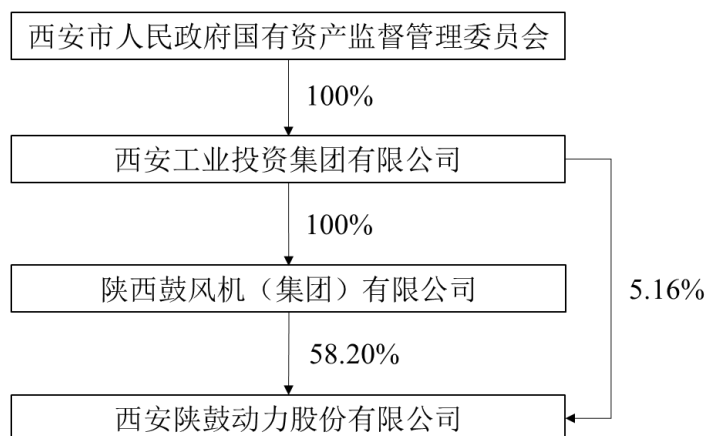 西安市人民政府国有资产监督管理委员会
100%
西安工业投资集团有限公司
100%
陕西鼓风机（集团）有限公司
5.16%
58.20%
西安陕鼓动力股份有限公司